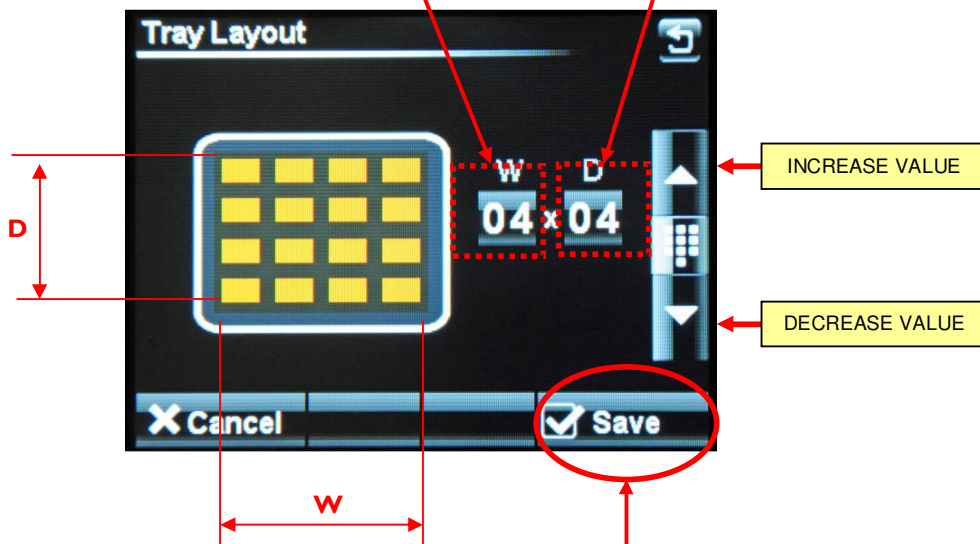 Tray Layout
W D
04 x 04
INCREASE VALUE
D
DECREASE VALUE
Cancel
Save
W